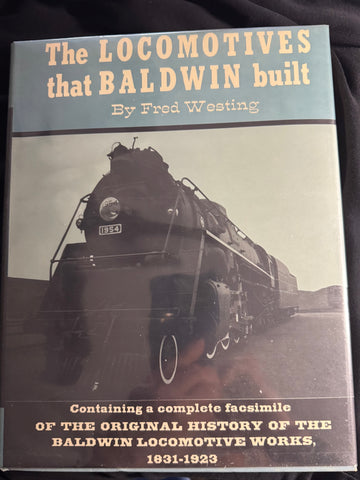 The LOCOMOTIVES
that BALDWIN built
By Fred Westing
1954
Containing a complete facsimile
OF THE ORIGINAL HISTORY OF THE
BALDWIN LOCOMOTIVE WORKS,
1831-1923